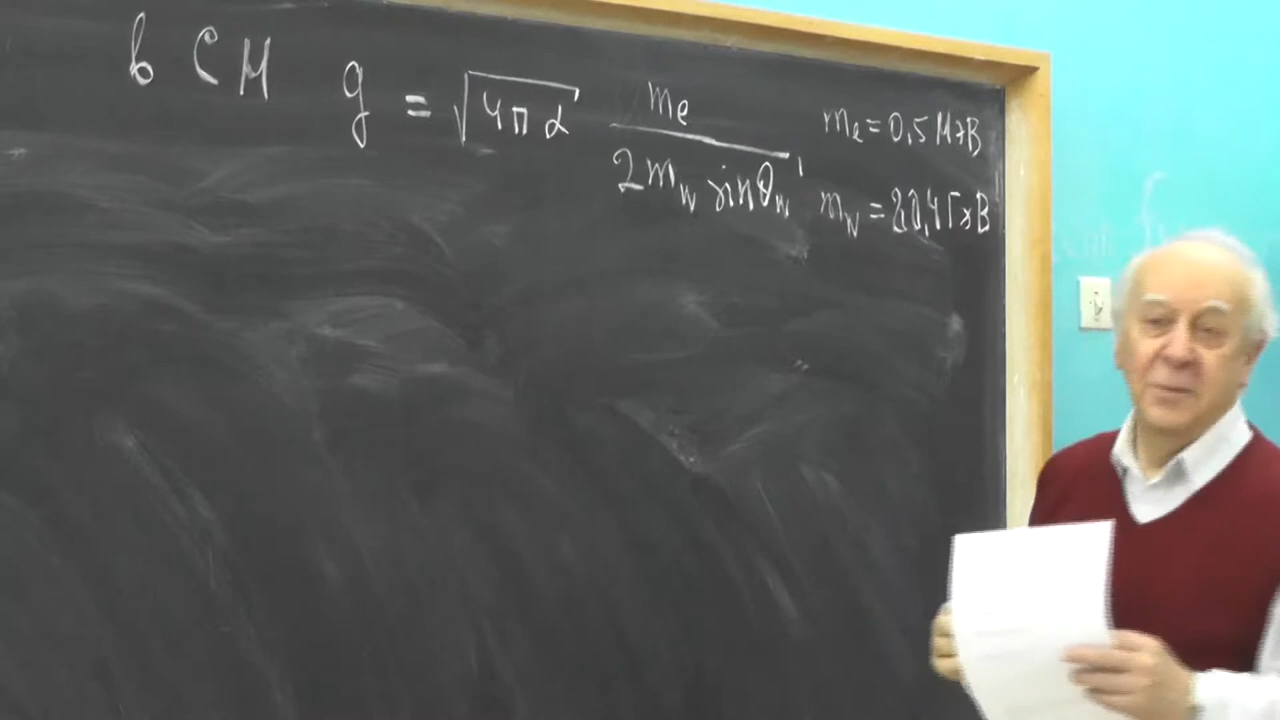 в СМ g = √4πα mₑ / 2m_W sinθ_W
mₑ = 0,5 МэВ
m_W = 80,4 ГэВ